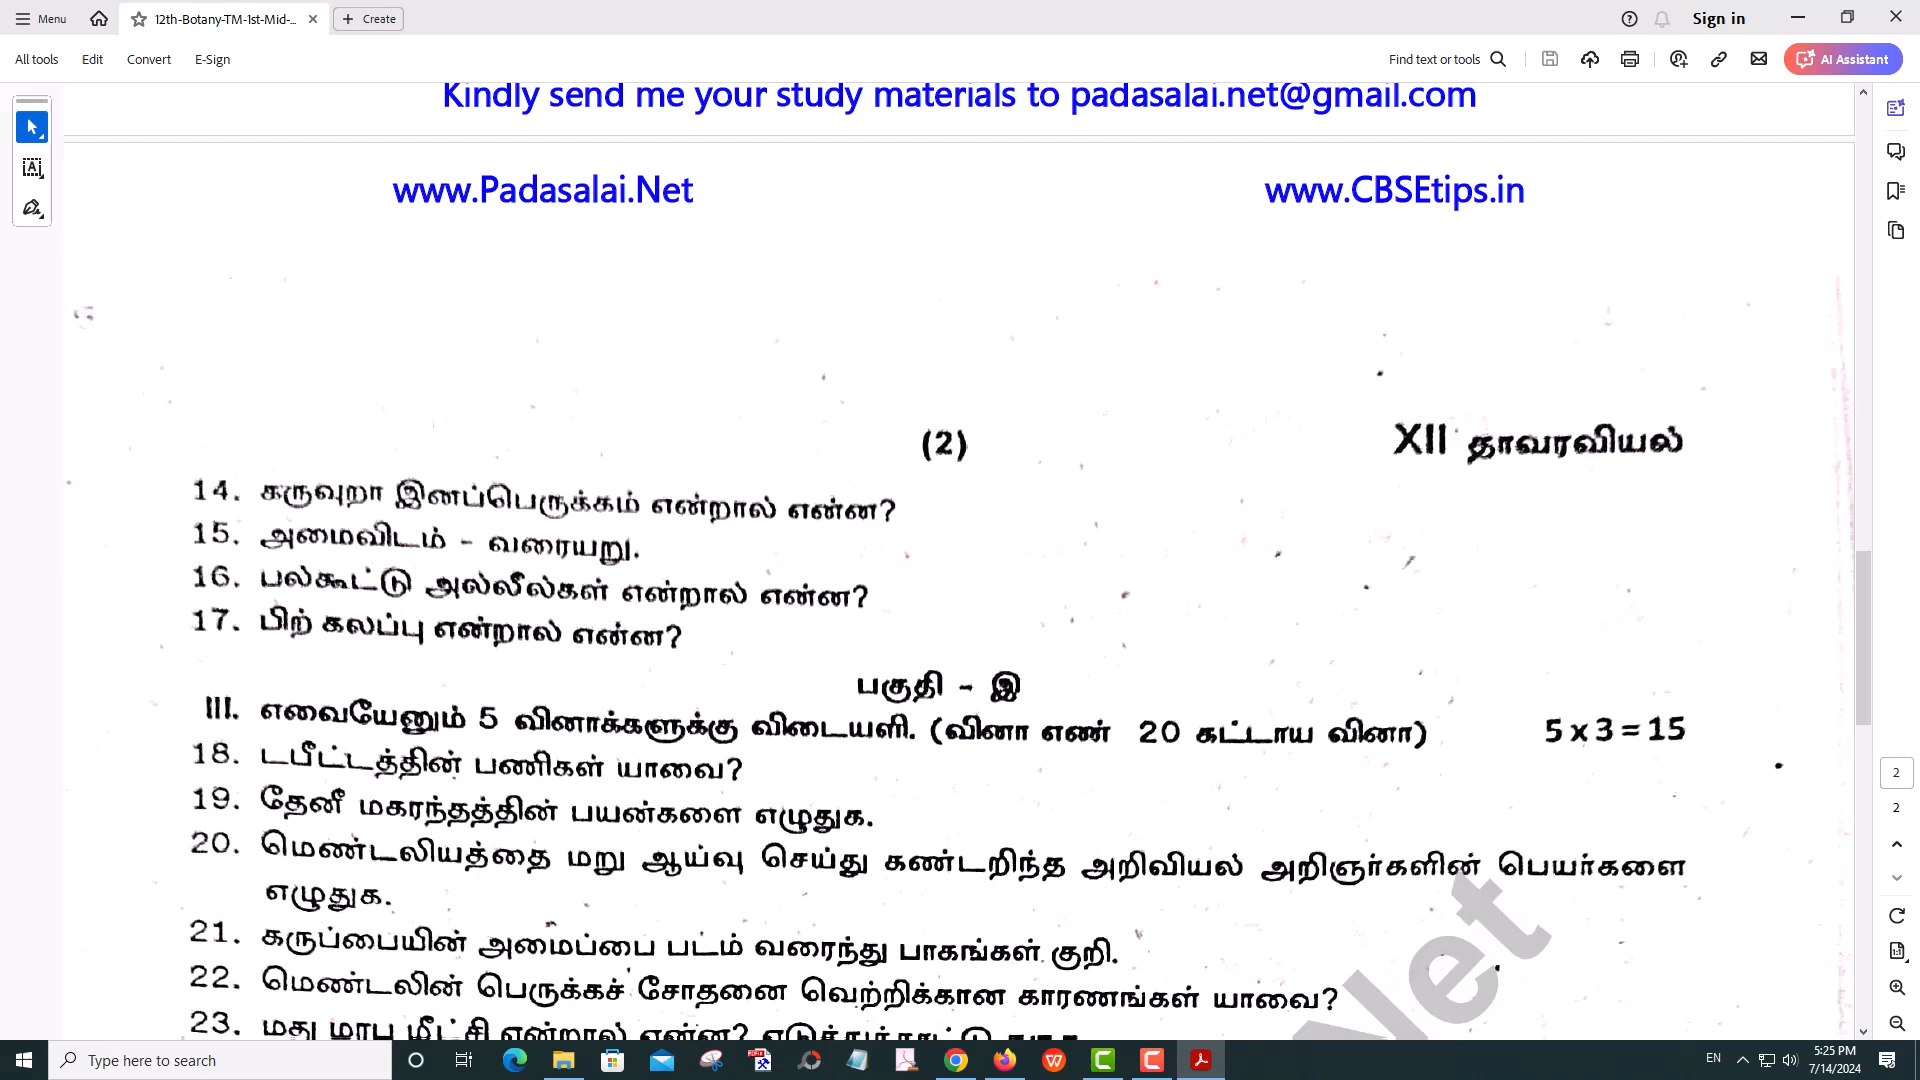 Menu
12th-Botany-TM-1st-Mid-...
Create
Sign in
All tools
Edit
Convert
E-Sign
Find text or tools
AI Assistant
Kindly send me your study materials to padasalai.net@gmail.com
www.Padasalai.Net
www.CBSEtips.in
(2)
XII தாவரவியல்
14. கருவுறா இனப்பெருக்கம் என்றால் என்ன?
15. அமைவிடம் - வரையறு.
16. பல்கூட்டு அல்லீல்கள் என்றால் என்ன?
17. பிற் கலப்பு என்றால் என்ன?
பகுதி - இ
III. எவையேனும் 5 வினாக்களுக்கு விடையளி. (வினா எண் 20 கட்டாய வினா) 5 x 3 = 15
18. டபீட்டத்தின் பணிகள் யாவை?
19. தேனீ மகரந்தத்தின் பயன்களை எழுதுக.
20. மெண்டலியத்தை மறு ஆய்வு செய்து கண்டறிந்த அறிவியல் அறிஞர்களின் பெயர்களை
எழுதுக.
21. கருப்பையின் அமைப்பை படம் வரைந்து பாகங்கள் குறி.
22. மெண்டலின் பெருக்கச் சோதனை வெற்றிக்கான காரணங்கள் யாவை?
23. மது மரபு மீட்சி என்றால் என்ன?
Net
2
2
Type here to search
EN
5:25 PM
7/14/2024